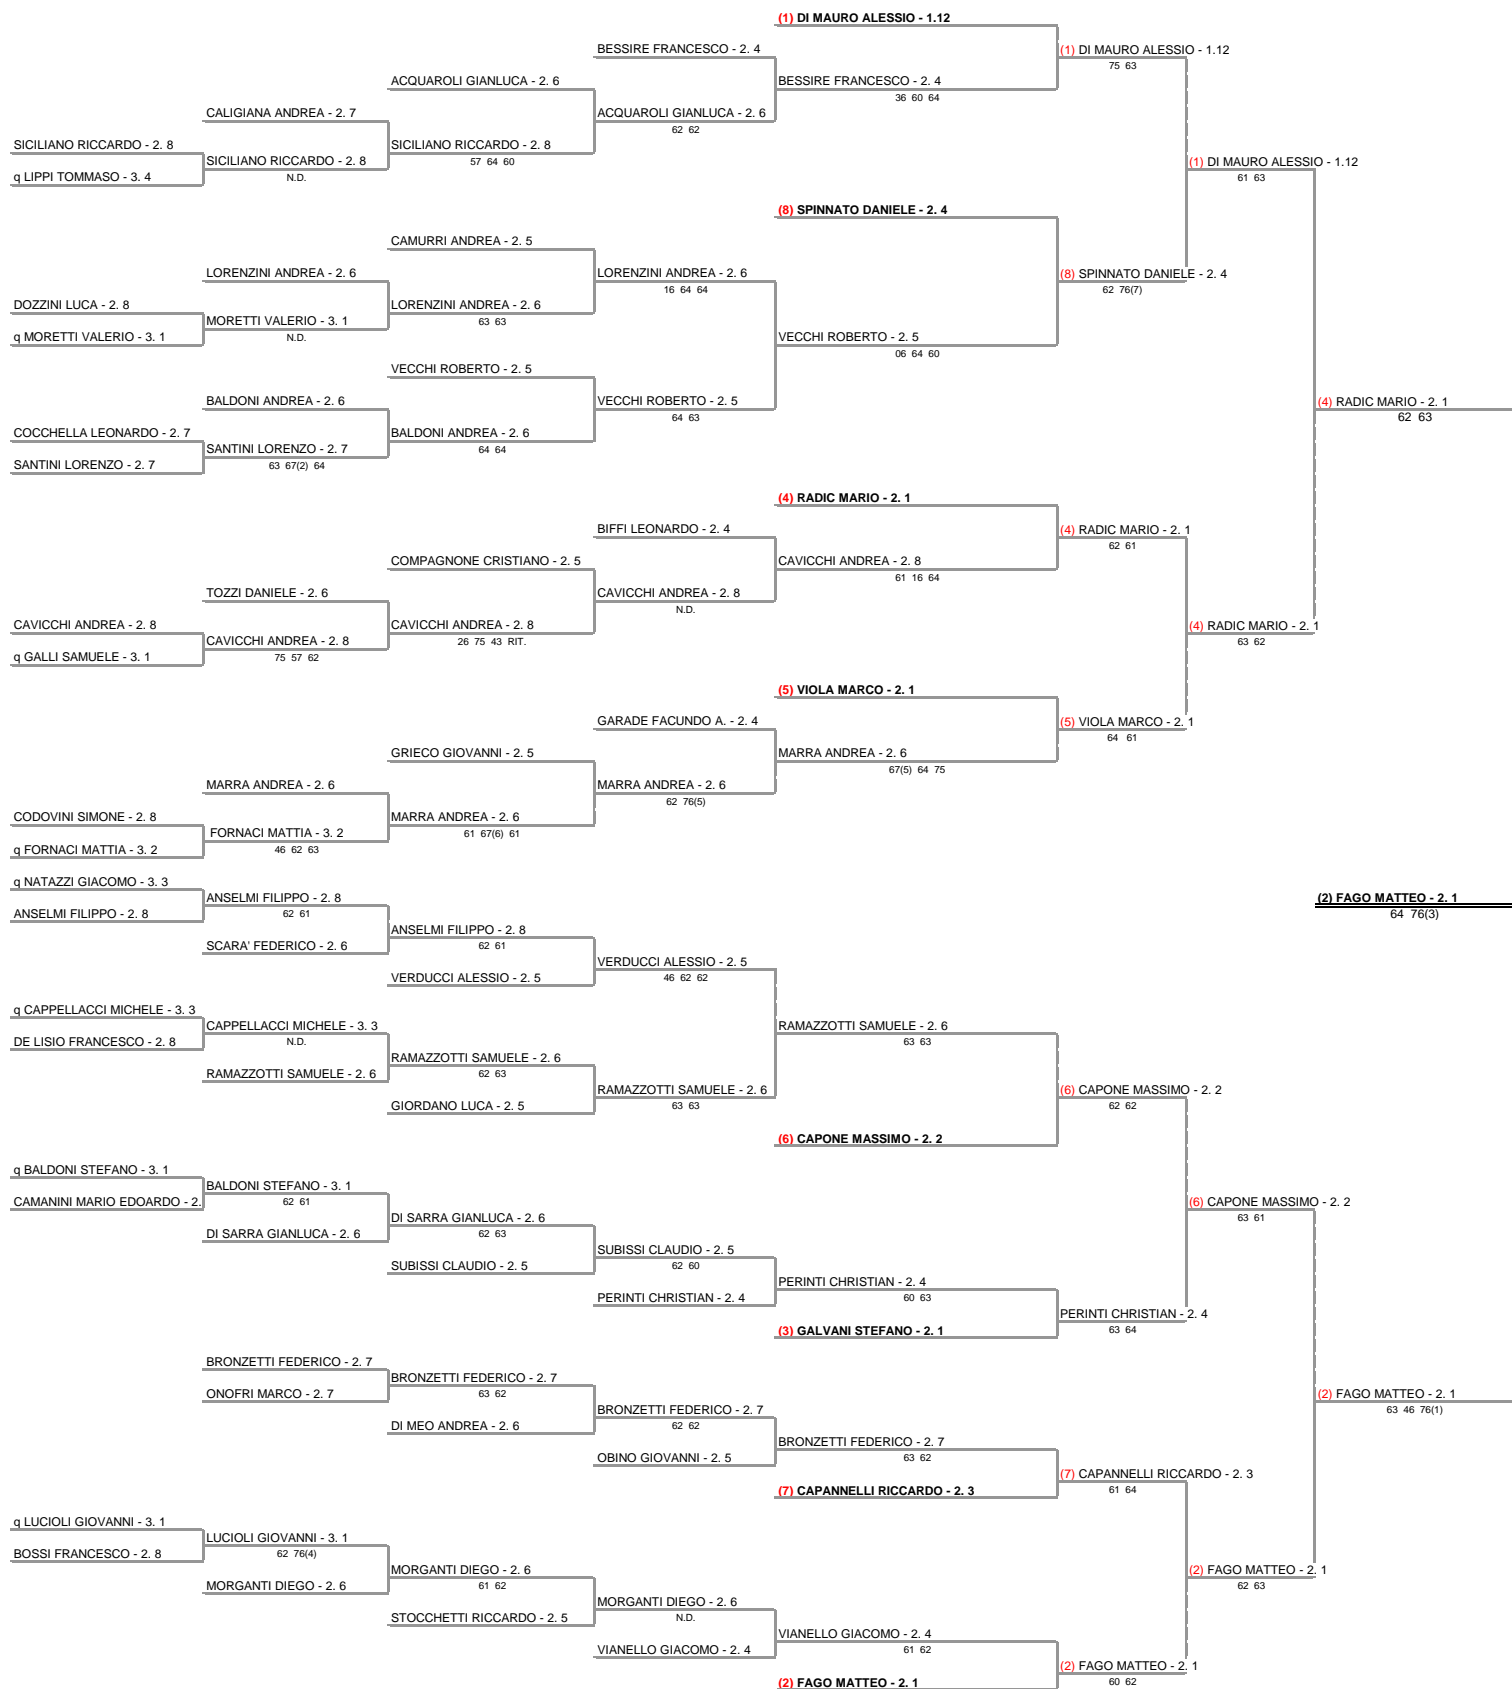 (1) DI MAURO ALESSIO - 1.12
BESSIRE FRANCESCO - 2. 4
(1) DI MAURO ALESSIO - 1.12
75 63
ACQUAROLI GIANLUCA - 2. 6
BESSIRE FRANCESCO - 2. 4
36 60 64
CALIGIANA ANDREA - 2. 7
ACQUAROLI GIANLUCA - 2. 6
62 62
SICILIANO RICCARDO - 2. 8
SICILIANO RICCARDO - 2. 8
57 64 60
SICILIANO RICCARDO - 2. 8
N.D.
(1) DI MAURO ALESSIO - 1.12
61 63
q LIPPI TOMMASO - 3. 4
(8) SPINNATO DANIELE - 2. 4
CAMURRI ANDREA - 2. 5
LORENZINI ANDREA - 2. 6
LORENZINI ANDREA - 2. 6
16 64 64
(8) SPINNATO DANIELE - 2. 4
62 76(7)
DOZZINI LUCA - 2. 8
LORENZINI ANDREA - 2. 6
63 63
MORETTI VALERIO - 3. 1
N.D.
q MORETTI VALERIO - 3. 1
VECCHI ROBERTO - 2. 5
06 64 60
VECCHI ROBERTO - 2. 5
BALDONI ANDREA - 2. 6
VECCHI ROBERTO - 2. 5
64 63
(4) RADIC MARIO - 2. 1
62 63
COCCHELLA LEONARDO - 2. 7
BALDONI ANDREA - 2. 6
64 64
SANTINI LORENZO - 2. 7
63 67(2) 64
SANTINI LORENZO - 2. 7
(4) RADIC MARIO - 2. 1
BIFFI LEONARDO - 2. 4
(4) RADIC MARIO - 2. 1
62 61
COMPAGNONE CRISTIANO - 2. 5
CAVICCHI ANDREA - 2. 8
61 16 64
TOZZI DANIELE - 2. 6
CAVICCHI ANDREA - 2. 8
N.D.
CAVICCHI ANDREA - 2. 8
CAVICCHI ANDREA - 2. 8
26 75 43 RIT.
(4) RADIC MARIO - 2. 1
63 62
CAVICCHI ANDREA - 2. 8
75 57 62
q GALLI SAMUELE - 3. 1
(5) VIOLA MARCO - 2. 1
GARADE FACUNDO A. - 2. 4
(5) VIOLA MARCO - 2. 1
64 61
GRIECO GIOVANNI - 2. 5
MARRA ANDREA - 2. 6
67(5) 64 75
MARRA ANDREA - 2. 6
MARRA ANDREA - 2. 6
62 76(5)
CODOVINI SIMONE - 2. 8
MARRA ANDREA - 2. 6
61 67(6) 61
FORNACI MATTIA - 3. 2
46 62 63
q FORNACI MATTIA - 3. 2
q NATAZZI GIACOMO - 3. 3
ANSELMI FILIPPO - 2. 8
62 61
(2) FAGO MATTEO - 2. 1
64 76(3)
ANSELMI FILIPPO - 2. 8
ANSELMI FILIPPO - 2. 8
62 61
SCARA' FEDERICO - 2. 6
VERDUCCI ALESSIO - 2. 5
46 62 62
VERDUCCI ALESSIO - 2. 5
q CAPPELLACCI MICHELE - 3. 3
CAPPELLACCI MICHELE - 3. 3
N.D.
RAMAZZOTTI SAMUELE - 2. 6
63 63
DE LISIO FRANCESCO - 2. 8
RAMAZZOTTI SAMUELE - 2. 6
62 63
RAMAZZOTTI SAMUELE - 2. 6
RAMAZZOTTI SAMUELE - 2. 6
63 63
(6) CAPONE MASSIMO - 2. 2
62 62
GIORDANO LUCA - 2. 5
(6) CAPONE MASSIMO - 2. 2
q BALDONI STEFANO - 3. 1
BALDONI STEFANO - 3. 1
62 61
CAMANINI MARIO EDOARDO - 2.
(6) CAPONE MASSIMO - 2. 2
63 61
DI SARRA GIANLUCA - 2. 6
62 63
DI SARRA GIANLUCA - 2. 6
SUBISSI CLAUDIO - 2. 5
62 60
SUBISSI CLAUDIO - 2. 5
PERINTI CHRISTIAN - 2. 4
60 63
PERINTI CHRISTIAN - 2. 4
PERINTI CHRISTIAN - 2. 4
63 64
(3) GALVANI STEFANO - 2. 1
BRONZETTI FEDERICO - 2. 7
BRONZETTI FEDERICO - 2. 7
63 62
ONOFRI MARCO - 2. 7
(2) FAGO MATTEO - 2. 1
63 46 76(1)
BRONZETTI FEDERICO - 2. 7
62 62
DI MEO ANDREA - 2. 6
BRONZETTI FEDERICO - 2. 7
63 62
OBINO GIOVANNI - 2. 5
(7) CAPANNELLI RICCARDO - 2. 3
61 64
(7) CAPANNELLI RICCARDO - 2. 3
q LUCIOLI GIOVANNI - 3. 1
LUCIOLI GIOVANNI - 3. 1
62 76(4)
BOSSI FRANCESCO - 2. 8
MORGANTI DIEGO - 2. 6
61 62
(2) FAGO MATTEO - 2. 1
62 63
MORGANTI DIEGO - 2. 6
MORGANTI DIEGO - 2. 6
N.D.
STOCCHETTI RICCARDO - 2. 5
VIANELLO GIACOMO - 2. 4
61 62
VIANELLO GIACOMO - 2. 4
(2) FAGO MATTEO - 2. 1
60 62
(2) FAGO MATTEO - 2. 1